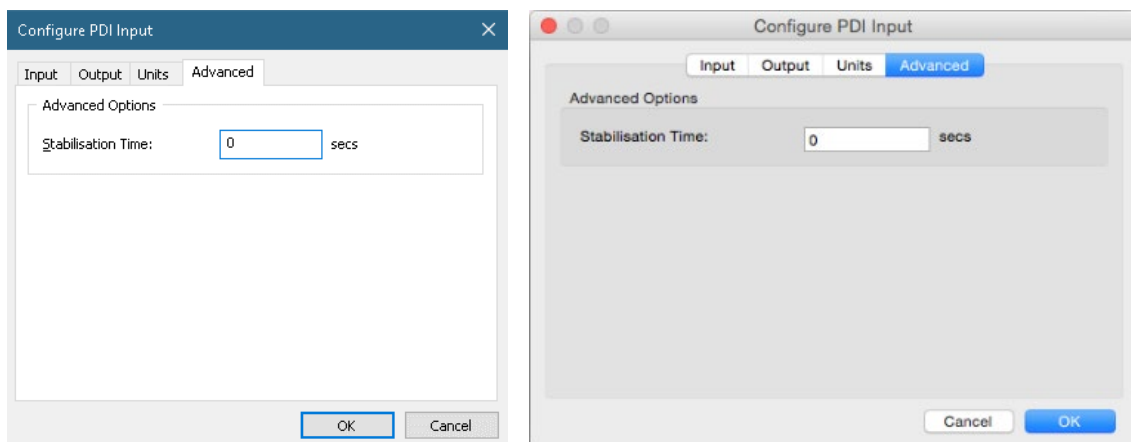 Configure PDI Input
Input Output Units Advanced
Advanced Options
Stabilisation Time: 0 secs
OK Cancel
Configure PDI Input
Input Output Units Advanced
Advanced Options
Stabilisation Time: 0 secs
Cancel OK